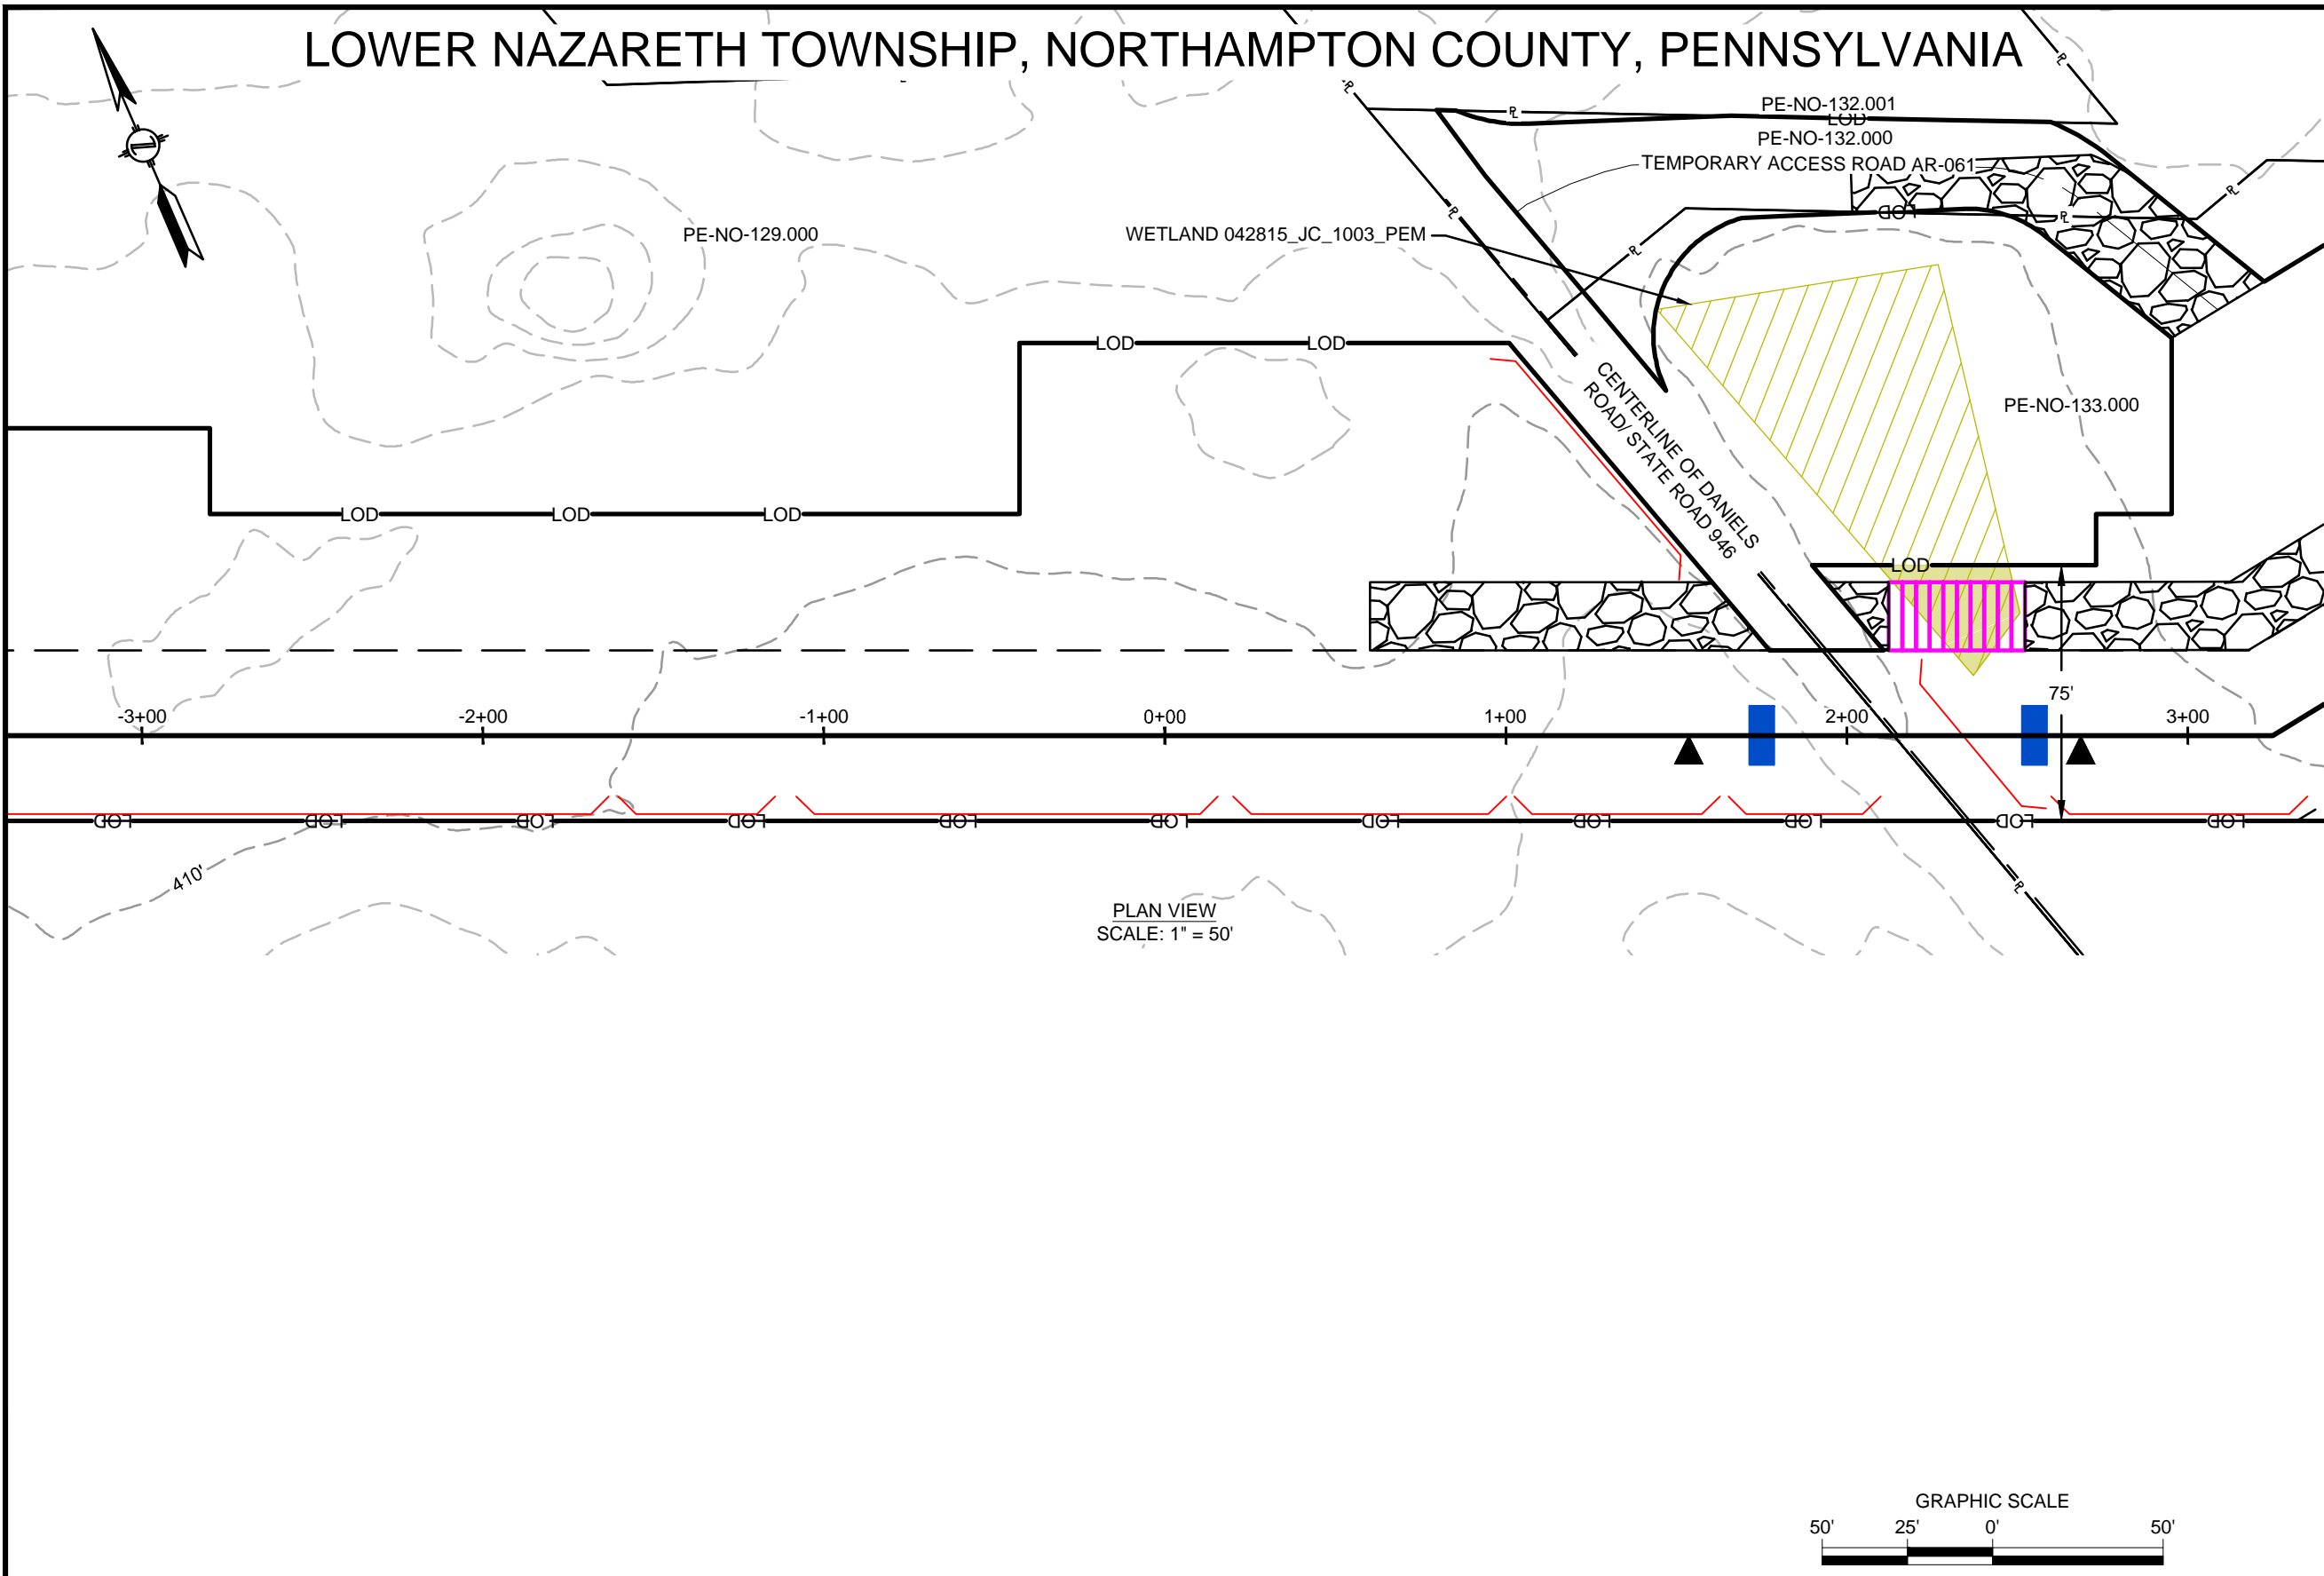 LOWER NAZARETH TOWNSHIP, NORTHAMPTON COUNTY, PENNSYLVANIA
PE-NO-132.001
LOD
PE-NO-132.000
TEMPORARY ACCESS ROAD AR-061
LOD
PE-NO-129.000
WETLAND 042815_JC_1003_PEM
LOD LOD
CENTERLINE OF DANIELS
ROAD/ STATE ROAD 946
PE-NO-133.000
LOD LOD LOD
LOD
75'
-3+00 -2+00 -1+00 0+00 1+00 2+00 3+00
LOD LOD LOD LOD LOD LOD LOD LOD LOD LOD LOD
410'
PLAN VIEW
SCALE: 1" = 50'
GRAPHIC SCALE
50' 25' 0' 50'